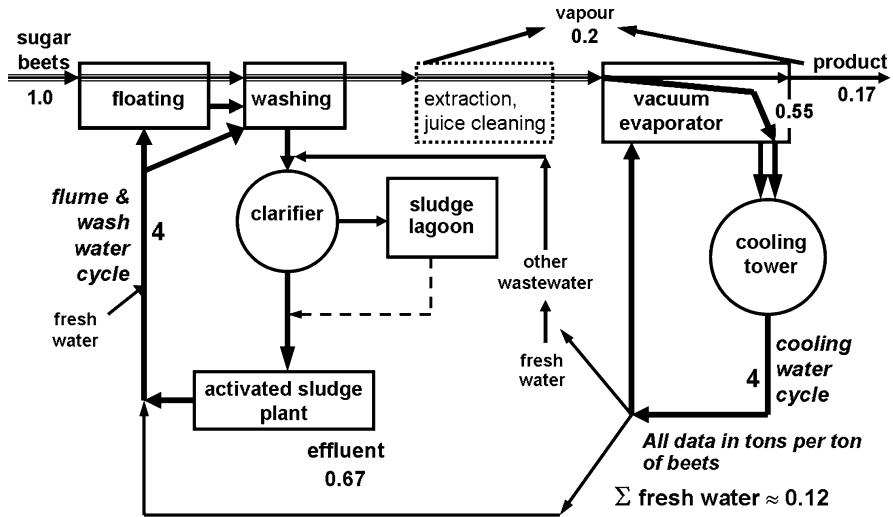 vapour
0.2
sugar
beets
1.0
floating
washing
extraction,
juice cleaning
vacuum
evaporator
0.55
product
0.17
flume &
wash
water
cycle
4
clarifier
sludge
lagoon
cooling
tower
other
wastewater
fresh
water
fresh
water
cooling
water
cycle
4
activated sludge
plant
effluent
0.67
All data in tons per ton
of beets
Σ fresh water ≈ 0.12